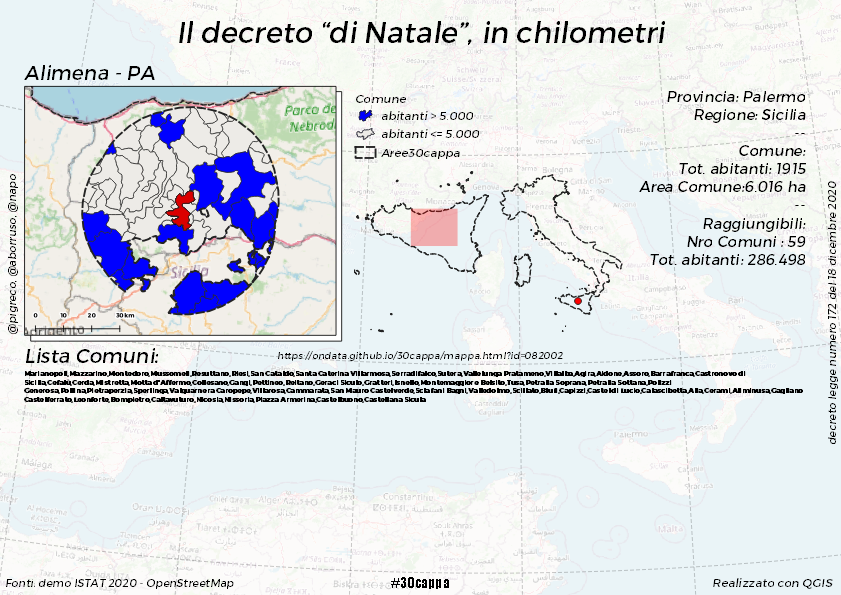 Il decreto “di Natale”, in chilometri
Alimena - PA
Parco dei
Nebrodi
Sicilia
Agrigento
0 10 20 30 km
@pigreco, @aborruso, @napo
Comune
abitanti > 5.000
abitanti <= 5.000
Aree30cappa
Provincia: Palermo
Regione: Sicilia
--
Comune:
Tot. abitanti: 1915
Area Comune:6.016 ha
--
Raggiungibili:
Nro Comuni : 59
Tot. abitanti: 286.498
decreto legge numero 172 del 18 dicembre 2020
Lista Comuni:
https://ondata.github.io/30cappa/mappa.html?id=082002
Marianopoli,Mazzarino,Montedoro,Mussomeli,Resuttano,Riesi,San Cataldo,Santa Caterina Villarmosa,Serradifalco,Sutera,Vallelunga Pratameno,Villalba,Agira,Aidone,Assoro,Barrafranca,Castronovo di
Sicilia,Cefalù,Cerda,Mistretta,Motta d'Affermo,Collesano,Gangi,Pettineo,Reitano,Geraci Siculo,Gratteri,Isnello,Montemaggiore Belsito,Tusa,Petralia Soprana,Petralia Sottana,Polizzi
Generosa,Pollina,Pietraperzia,Sperlinga,Valguarnera Caropepe,Villarosa,Cammarata,San Mauro Castelverde,Sclafani Bagni,Valledolmo,Scillato,Blufi,Capizzi,Castel di Lucio,Calascibetta,Alia,Cerami,Aliminusa,Gagliano
Castelferrato,Leonforte,Bompietro,Caltavuturo,Nicosia,Nissoria,Piazza Armerina,Castelbuono,Castellana Sicula
Constantine
Malta
Fonti: demo ISTAT 2020 - OpenStreetMap
#30cappa
Realizzato con QGIS